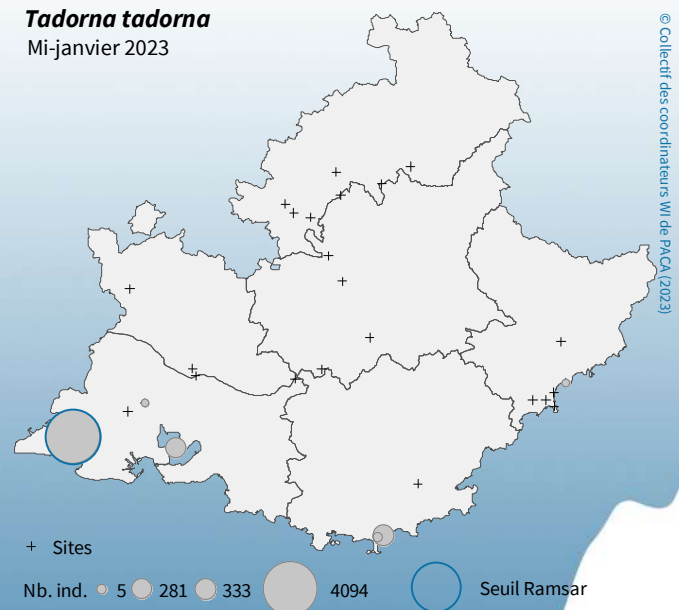 Tadorna tadorna
Mi-janvier 2023
© Collectif des coordinateurs WI de PACA (2023)
+ Sites
Nb. ind. 5 281 333 4094 Seuil Ramsar